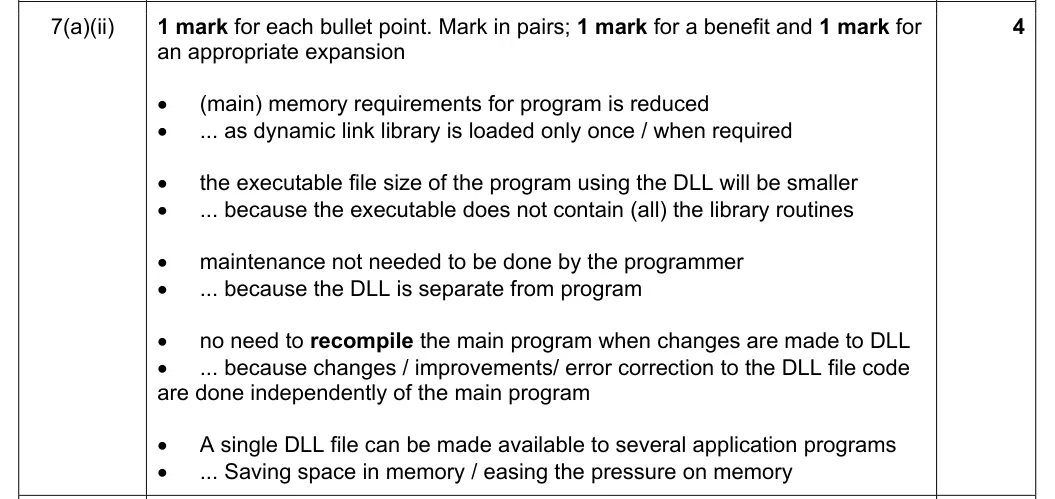 7(a)(ii) 1 mark for each bullet point. Mark in pairs; 1 mark for a benefit and 1 mark for 4
an appropriate expansion
• (main) memory requirements for program is reduced
• ... as dynamic link library is loaded only once / when required
• the executable file size of the program using the DLL will be smaller
• ... because the executable does not contain (all) the library routines
• maintenance not needed to be done by the programmer
• ... because the DLL is separate from program
• no need to recompile the main program when changes are made to DLL
• ... because changes / improvements/ error correction to the DLL file code
are done independently of the main program
• A single DLL file can be made available to several application programs
• ... Saving space in memory / easing the pressure on memory